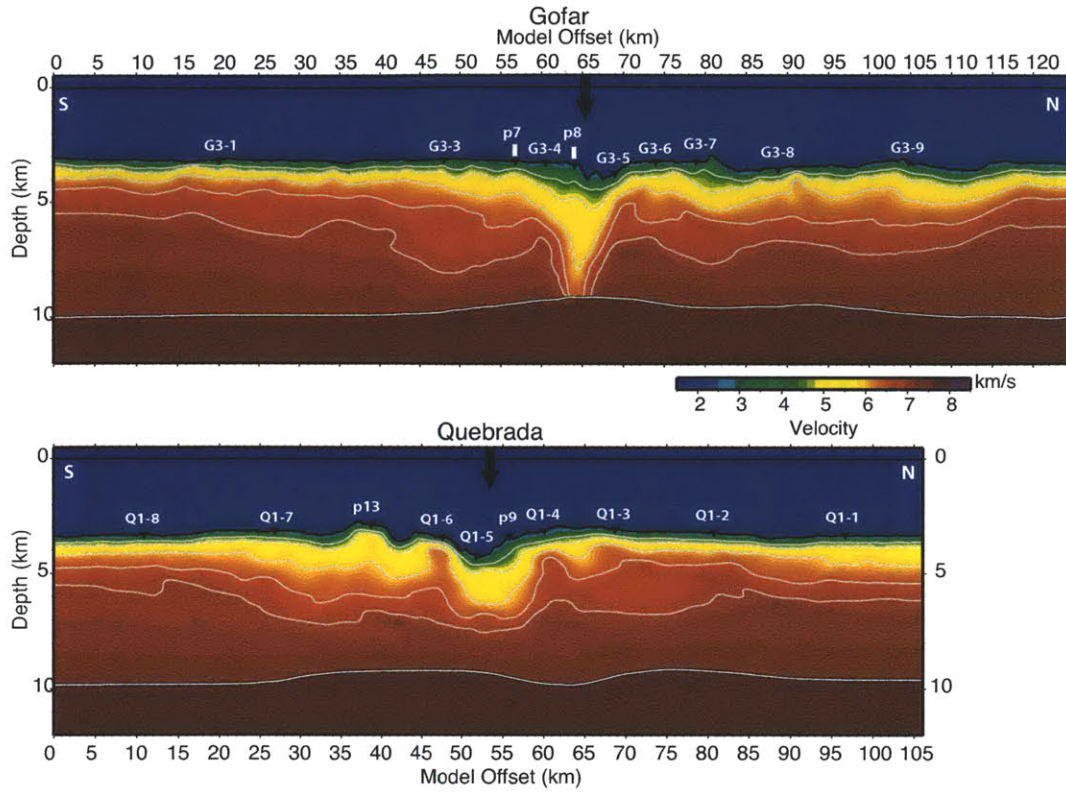 Gofar
Model Offset (km)
0 5 10 15 20 25 30 35 40 45 50 55 60 65 70 75 80 85 90 95 100 105 110 115 120
0
S
N
p7
p8
G3-1
G3-3
G3-4
G3-5
G3-6
G3-7
G3-8
G3-9
Depth (km)
5
10
2 3 4 5 6 7 8
km/s
Velocity
Quebrada
0
0
S
N
Q1-8
Q1-7
p13
Q1-6
Q1-5
p9
Q1-4
Q1-3
Q1-2
Q1-1
Depth (km)
5
5
10
10
0 5 10 15 20 25 30 35 40 45 50 55 60 65 70 75 80 85 90 95 100 105
Model Offset (km)